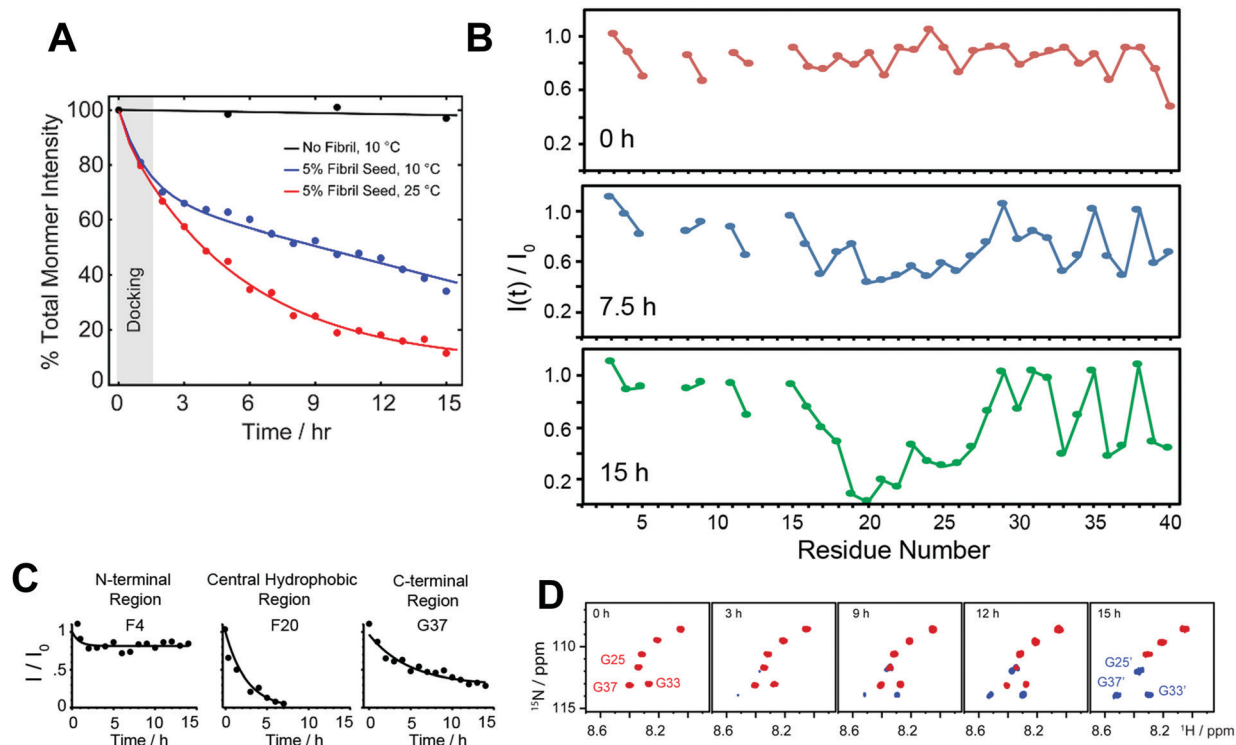 A
% Total Monmer Intensity
100
80
60
40
20
0
Docking
No Fibril, 10 °C
5% Fibril Seed, 10 °C
5% Fibril Seed, 25 °C
0 3 6 9 12 15
Time / hr
B
I(t) / I0
1.0
0.6
0.2
0 h
1.0
0.6
0.2
7.5 h
1.0
0.6
0.2
15 h
5 10 15 20 25 30 35 40
Residue Number
C
N-terminal
Region
F4
Central Hydrophobic
Region
F20
C-terminal
Region
G37
I / I0
1
.5
0
0 5 10 15
Time / h
0 5 10 15
Time / h
0 5 10 15
Time / h
D
15N / ppm
110
115
0 h
G25
G37
G33
3 h
9 h
12 h
15 h
G25'
G37'
G33'
8.6 8.2
8.6 8.2
8.6 8.2
8.6 8.2
8.6 8.2
1H / ppm